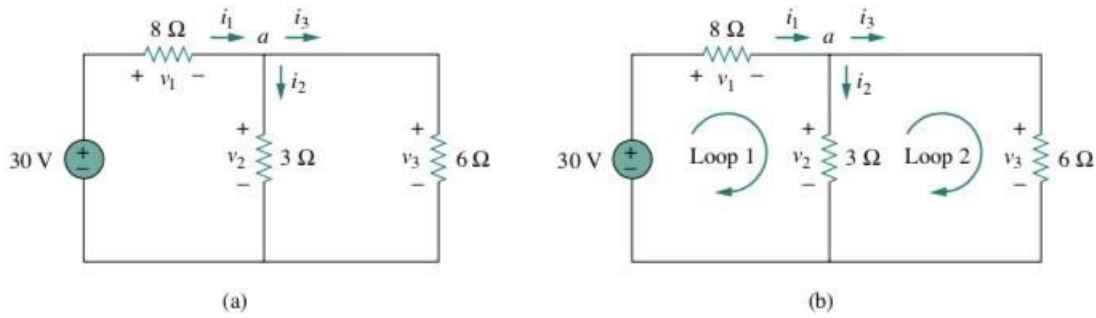 8 Ω i₁ a i₃
+ v₁ −
i₂
30 V + −
+ v₂ − 3 Ω
+ v₃ − 6 Ω
(a)
8 Ω i₁ a i₃
+ v₁ −
i₂
30 V + −
Loop 1
+ v₂ − 3 Ω
Loop 2
+ v₃ − 6 Ω
(b)